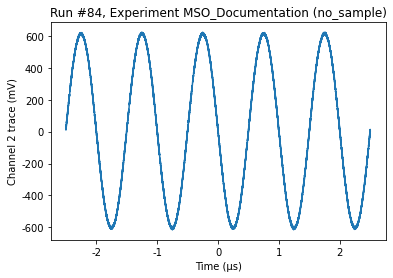 Run #84, Experiment MSO_Documentation (no_sample)
600
400
200
0
-200
-400
-600
Channel 2 trace (mV)
-2 -1 0 1 2
Time (µs)